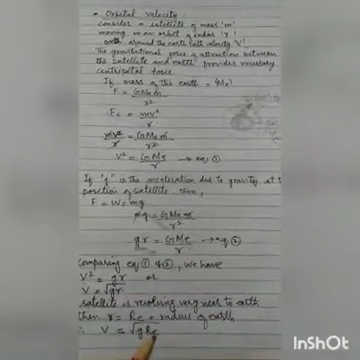 • Orbital Velocity :
consider a satellite of mass 'm'
moving in an orbit of radius 'r'
around the earth with velocity 'V'
The gravitational force of attraction between
the satellite and earth provides necessary
centripetal force
If mass of the earth = (Me)
F = GMem/r²
Fc = mv²/r
mv²/r = GMem/r²
V² = GMe/r → eq ①
If "g" is the acceleration due to gravity at t
position of satellite then,
F = W = mg
mg = GMem/r²
gr = GMe/r → eq ②
Comparing eq ① & ②, we have
V² = gr or
V = √gr
satellite is revolving very near to earth
then r = Re = radius of earth
∴ V = √gRe
InShOt